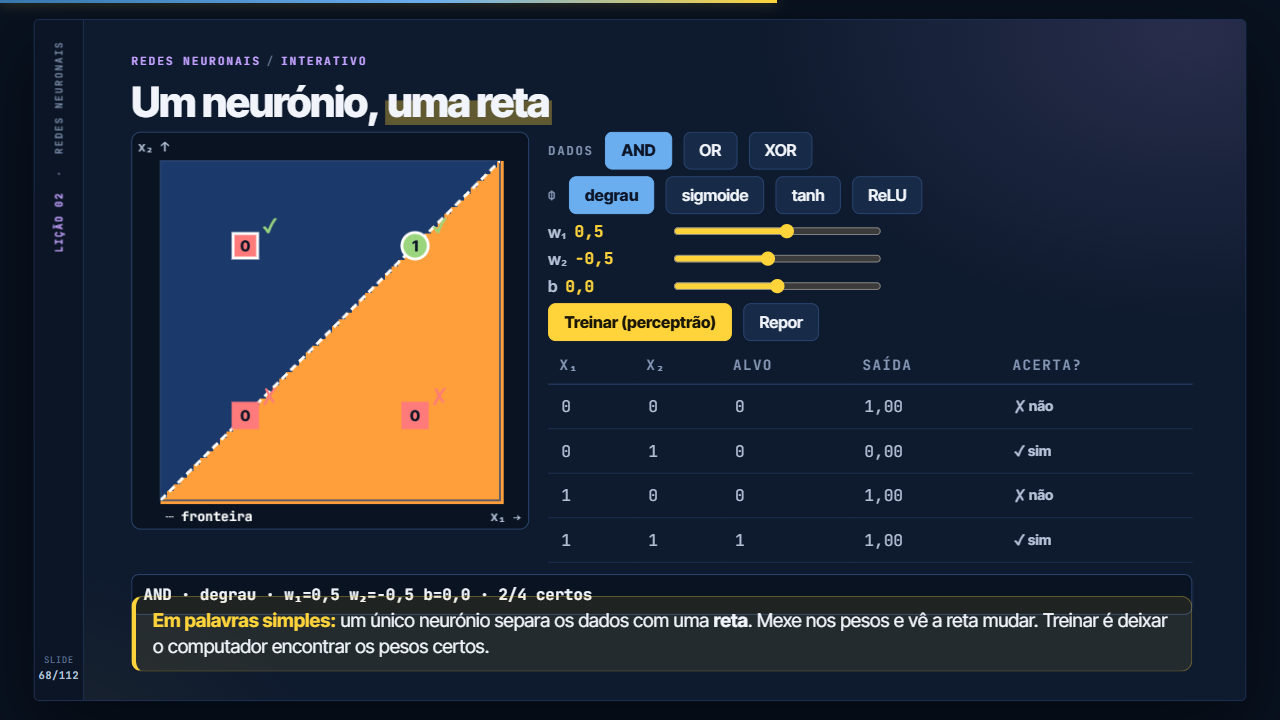 REDES NEURONAIS / INTERATIVO
Um neurónio, uma reta
LIÇÃO 02 · REDES NEURONAIS
x₂ ↑
0 ✓
1 ✓
0 ✗
0 ✗
┄ fronteira
x₁ →
DADOS AND OR XOR
Φ degrau sigmoide tanh ReLU
w₁ 0,5
w₂ -0,5
b 0,0
Treinar (perceptrão) Repor
X₁ X₂ ALVO SAÍDA ACERTA?
0 0 0 1,00 ✗ não
0 1 0 0,00 ✓ sim
1 0 0 1,00 ✗ não
1 1 1 1,00 ✓ sim
AND · degrau · w₁=0,5 w₂=-0,5 b=0,0 · 2/4 certos
Em palavras simples: um único neurónio separa os dados com uma reta. Mexe nos pesos e vê a reta mudar. Treinar é deixar
o computador encontrar os pesos certos.
SLIDE
68/112